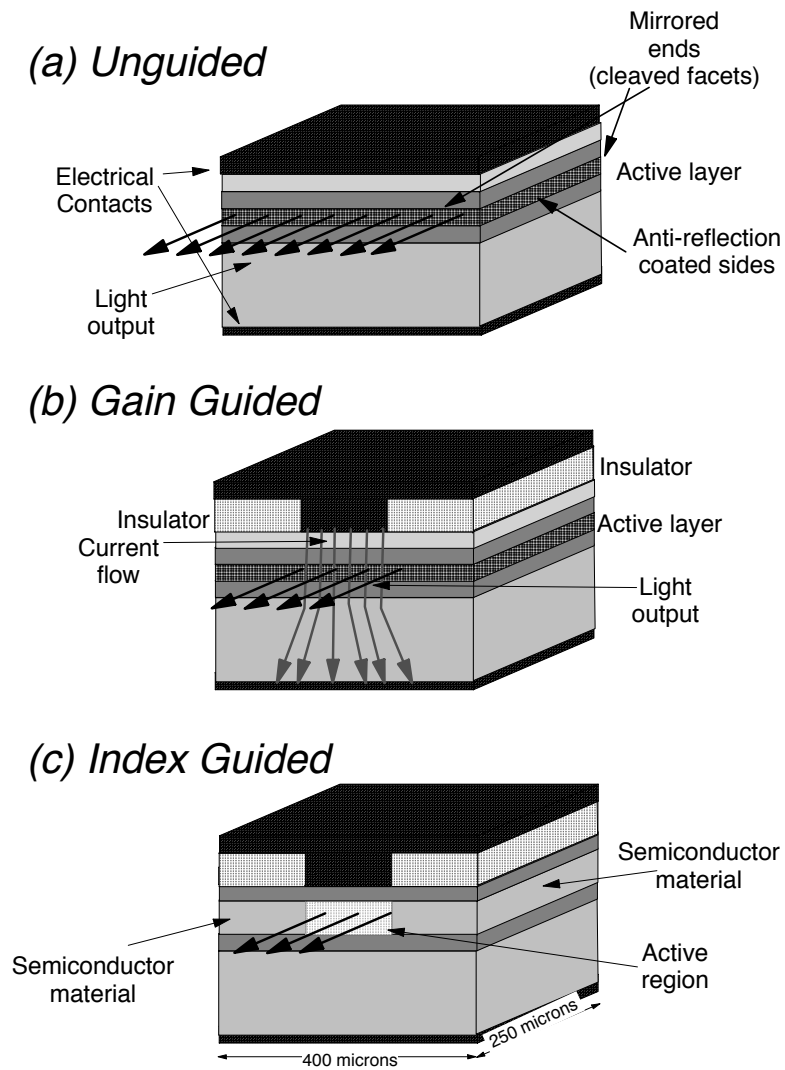 (a) Unguided
Mirrored
ends
(cleaved facets)
Electrical
Contacts
Active layer
Anti-reflection
coated sides
Light
output
(b) Gain Guided
Insulator
Insulator
Current
flow
Active layer
Light
output
(c) Index Guided
Semiconductor
material
Semiconductor
material
Active
region
250 microns
400 microns